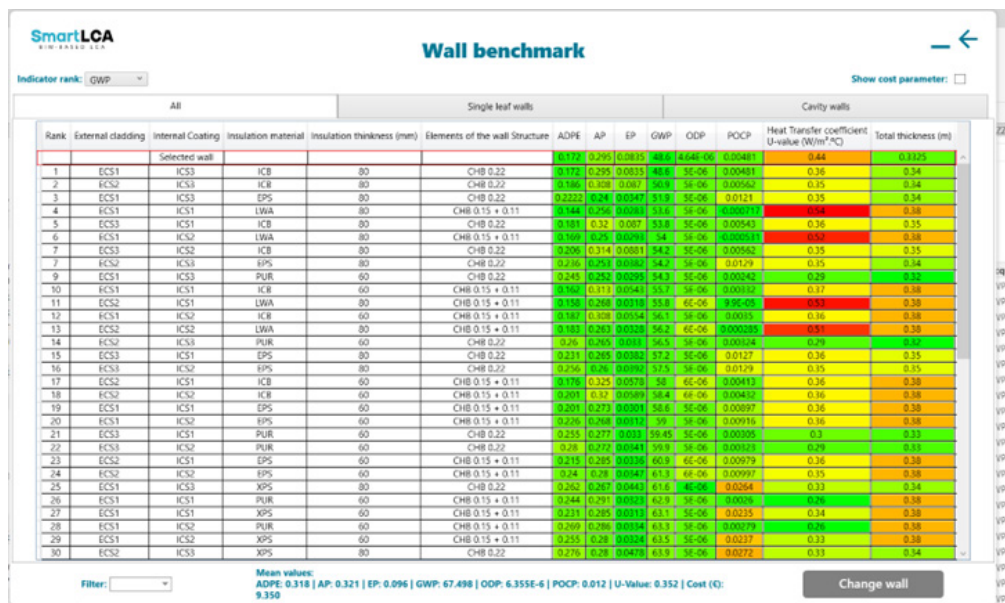 SmartLCA
BIM-BASED LCA
Wall benchmark
Indicator rank: GWP
Show cost parameter:
All Single leaf walls Cavity walls
Rank External cladding Internal Coating Insulation material Insulation thinkness (mm) Elements of the wall Structure ADPE AP EP GWP ODP POCP Heat Transfer coefficient U-value (W/m².ºC) Total thickness (m)
Selected wall 0.172 0.295 0.0835 48.6 4.64E-06 0.00481 0.44 0.3325
1 ECS1 ICS3 ICB 80 CHB 0.22 0.172 0.295 0.0835 48.6 5E-06 0.00481 0.36 0.34
2 ECS2 ICS3 ICB 80 CHB 0.22 0.186 0.308 0.087 50.9 5E-06 0.00562 0.35 0.34
3 ECS1 ICS3 EPS 80 CHB 0.22 0.2222 0.24 0.0347 51.9 5E-06 0.0121 0.35 0.34
4 ECS1 ICS1 LWA 80 CHB 0.15 + 0.11 0.144 0.256 0.0283 53.6 5E-06 -0.000717 0.54 0.38
5 ECS3 ICS1 ICB 80 CHB 0.22 0.181 0.32 0.087 53.8 5E-06 0.00543 0.36 0.35
6 ECS1 ICS2 LWA 80 CHB 0.15 + 0.11 0.169 0.25 0.0293 54 5E-06 -0.000531 0.52 0.38
7 ECS3 ICS2 ICB 80 CHB 0.22 0.206 0.314 0.0881 54.2 5E-06 0.00562 0.35 0.35
7 ECS2 ICS3 EPS 80 CHB 0.22 0.236 0.253 0.0382 54.2 5E-06 0.0129 0.35 0.34
9 ECS1 ICS3 PUR 80 CHB 0.22 0.245 0.252 0.0295 54.3 5E-06 0.00242 0.29 0.32
10 ECS1 ICS1 ICB 60 CHB 0.15 + 0.11 0.162 0.313 0.0543 55.7 5E-06 0.00332 0.37 0.38
11 ECS2 ICS1 LWA 80 CHB 0.15 + 0.11 0.158 0.268 0.0318 55.8 6E-06 9.9E-05 0.53 0.38
12 ECS1 ICS2 ICB 60 CHB 0.15 + 0.11 0.187 0.308 0.0554 56.1 5E-06 0.0035 0.36 0.38
13 ECS2 ICS2 LWA 80 CHB 0.15 + 0.11 0.183 0.263 0.0328 56.2 6E-06 0.000285 0.51 0.38
14 ECS2 ICS3 PUR 80 CHB 0.22 0.26 0.265 0.033 56.5 5E-06 0.00324 0.29 0.32
15 ECS3 ICS1 EPS 80 CHB 0.22 0.231 0.265 0.0382 57.2 5E-06 0.0127 0.36 0.35
16 ECS3 ICS2 EPS 80 CHB 0.22 0.256 0.26 0.0392 57.5 5E-06 0.0129 0.35 0.35
17 ECS2 ICS1 ICB 60 CHB 0.15 + 0.11 0.176 0.325 0.0578 58 6E-06 0.00413 0.36 0.38
18 ECS2 ICS2 ICB 60 CHB 0.15 + 0.11 0.201 0.32 0.0589 58.4 6E-06 0.00432 0.36 0.38
19 ECS1 ICS1 EPS 60 CHB 0.15 + 0.11 0.201 0.273 0.0301 58.6 5E-06 0.00897 0.36 0.38
20 ECS1 ICS2 EPS 60 CHB 0.15 + 0.11 0.226 0.268 0.0312 59 5E-06 0.00916 0.36 0.38
21 ECS3 ICS1 PUR 60 CHB 0.22 0.255 0.277 0.033 59.45 5E-06 0.00305 0.3 0.33
22 ECS3 ICS2 PUR 60 CHB 0.22 0.28 0.272 0.0341 59.9 5E-06 0.00323 0.29 0.33
23 ECS2 ICS1 EPS 60 CHB 0.15 + 0.11 0.215 0.285 0.0336 60.9 6E-06 0.00979 0.36 0.38
24 ECS2 ICS2 EPS 60 CHB 0.15 + 0.11 0.24 0.28 0.0347 61.3 6E-06 0.00997 0.35 0.38
25 ECS1 ICS3 XPS 80 CHB 0.22 0.262 0.267 0.0443 61.6 4E-06 0.0264 0.33 0.34
26 ECS1 ICS1 PUR 60 CHB 0.15 + 0.11 0.244 0.291 0.0323 62.9 5E-06 0.0026 0.26 0.38
27 ECS1 ICS1 XPS 60 CHB 0.15 + 0.11 0.231 0.285 0.0313 63.1 5E-06 0.0235 0.34 0.38
28 ECS1 ICS2 PUR 60 CHB 0.15 + 0.11 0.269 0.286 0.0334 63.3 5E-06 0.00279 0.26 0.38
29 ECS1 ICS2 XPS 60 CHB 0.15 + 0.11 0.255 0.28 0.0324 63.5 5E-06 0.0237 0.33 0.38
30 ECS2 ICS3 XPS 80 CHB 0.22 0.276 0.28 0.0478 63.9 5E-06 0.0272 0.33 0.34
Filter:
Mean values:
ADPE: 0.318 | AP: 0.321 | EP: 0.096 | GWP: 67.498 | ODP: 6.355E-6 | POCP: 0.012 | U-Value: 0.352 | Cost (€):
9.350
Change wall